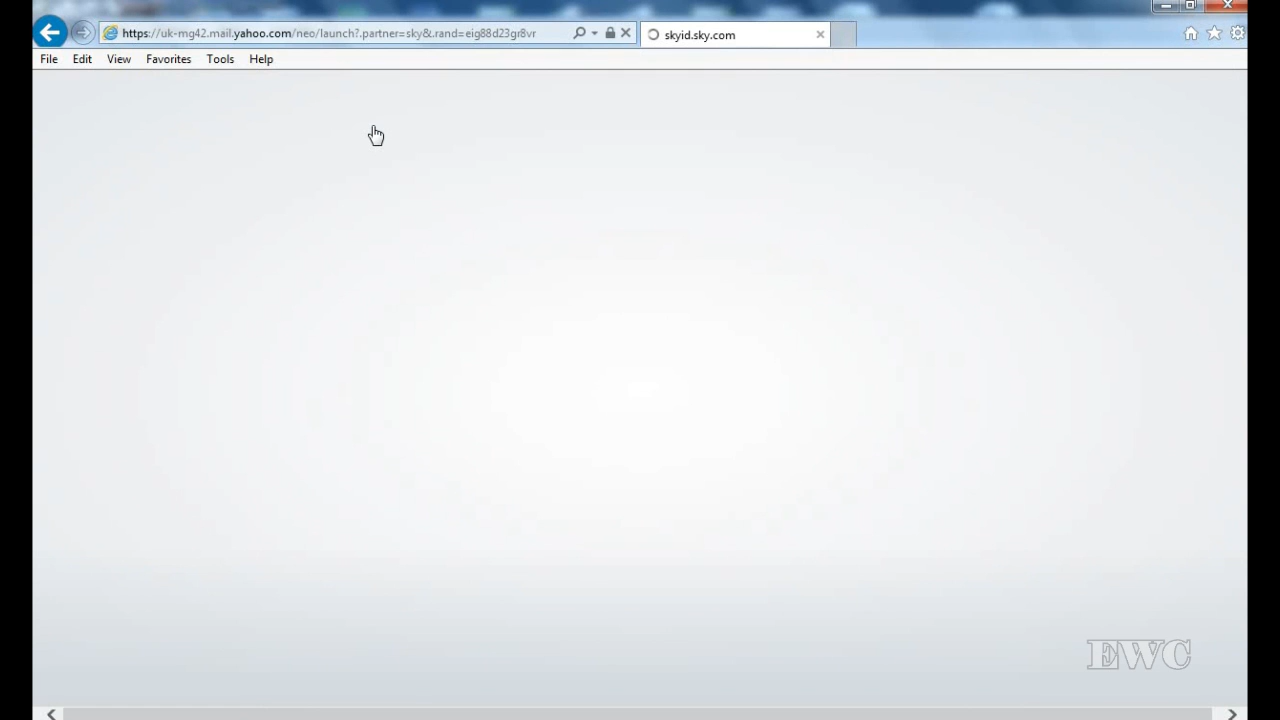 https://uk-mg42.mail.yahoo.com/neo/launch?.partner=sky&.rand=eig88d23gr8vr
skyid.sky.com
File Edit View Favorites Tools Help
EWC